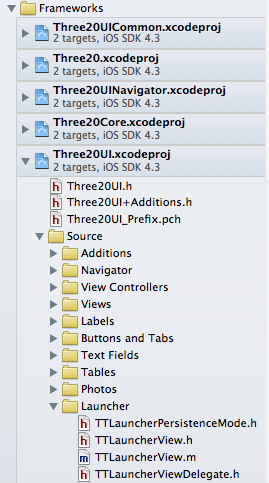 Frameworks
Three20UICommon.xcodeproj
2 targets, iOS SDK 4.3
Three20.xcodeproj
2 targets, iOS SDK 4.3
Three20UINavigator.xcodeproj
2 targets, iOS SDK 4.3
Three20Core.xcodeproj
2 targets, iOS SDK 4.3
Three20UI.xcodeproj
2 targets, iOS SDK 4.3
h Three20UI.h
h Three20UI+Additions.h
h Three20UI_Prefix.pch
Source
Additions
Navigator
View Controllers
Views
Labels
Buttons and Tabs
Text Fields
Tables
Photos
Launcher
h TTLauncherPersistenceMode.h
h TTLauncherView.h
m TTLauncherView.m
h TTLauncherViewDelegate.h